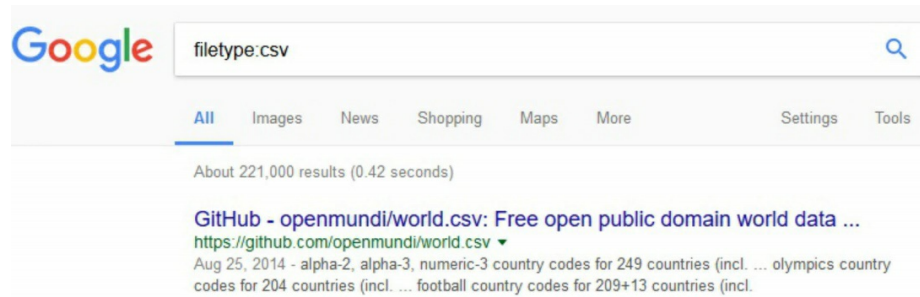 Google filetype:csv
All Images News Shopping Maps More Settings Tools
About 221,000 results (0.42 seconds)
GitHub - openmundi/world.csv: Free open public domain world data ...
https://github.com/openmundi/world.csv
Aug 25, 2014 - alpha-2, alpha-3, numeric-3 country codes for 249 countries (incl. ... olympics country
codes for 204 countries (incl. ... football country codes for 209+13 countries (incl.